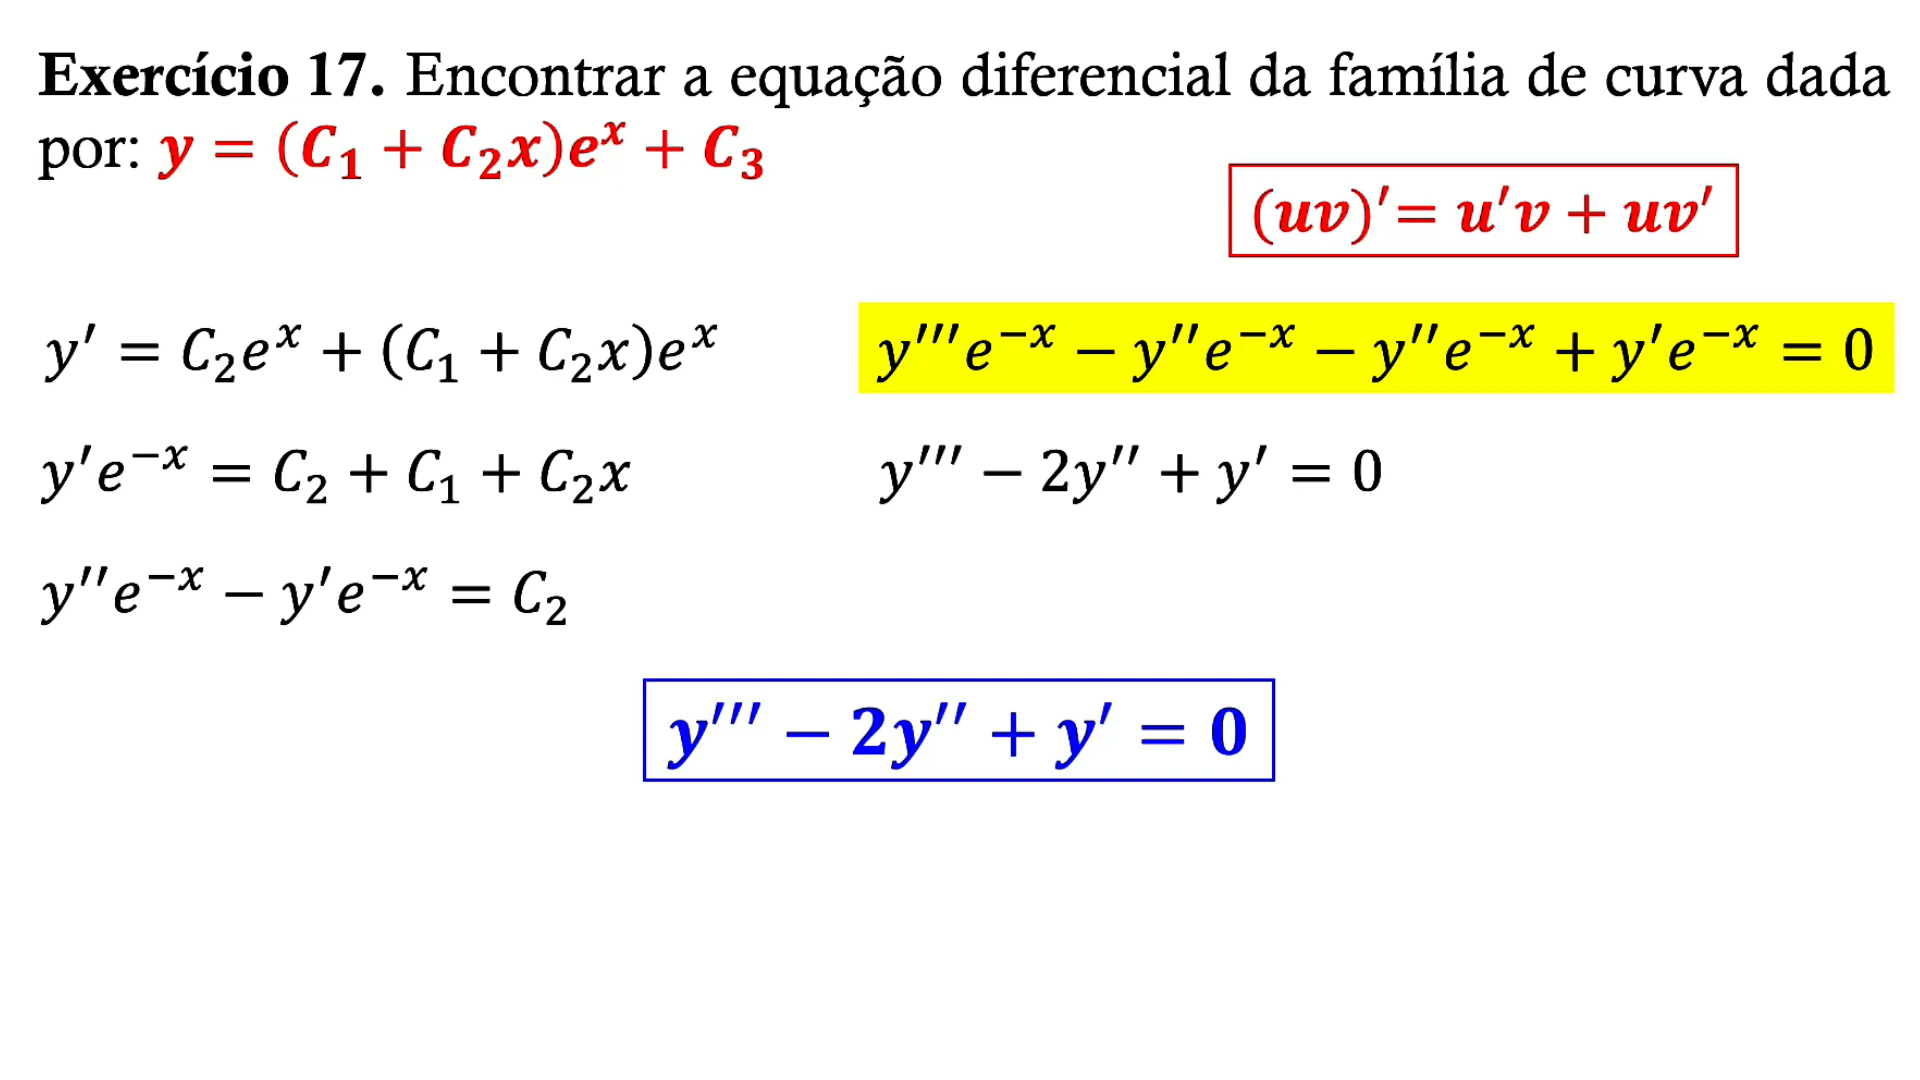 Exercício 17. Encontrar a equação diferencial da família de curva dada
por: y = (C₁ + C₂x)eˣ + C₃
(uv)′= u′v + uv′
y′ = C₂eˣ + (C₁ + C₂x)eˣ
y′e⁻ˣ = C₂ + C₁ + C₂x
y′′e⁻ˣ − y′e⁻ˣ = C₂
y′′′e⁻ˣ − y′′e⁻ˣ − y′′e⁻ˣ + y′e⁻ˣ = 0
y′′′ − 2y′′ + y′ = 0
y′′′ − 2y′′ + y′ = 0